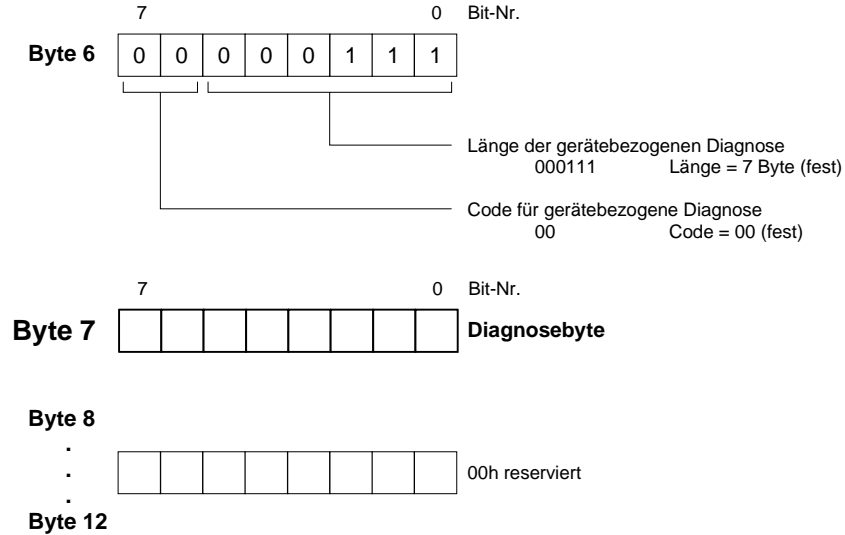 7 0 Bit-Nr.
Byte 6 0 0 0 0 0 1 1 1
Länge der gerätebezogenen Diagnose
000111 Länge = 7 Byte (fest)
Code für gerätebezogene Diagnose
00 Code = 00 (fest)
7 0 Bit-Nr.
Byte 7 Diagnosebyte
Byte 8
.
. 00h reserviert
.
Byte 12